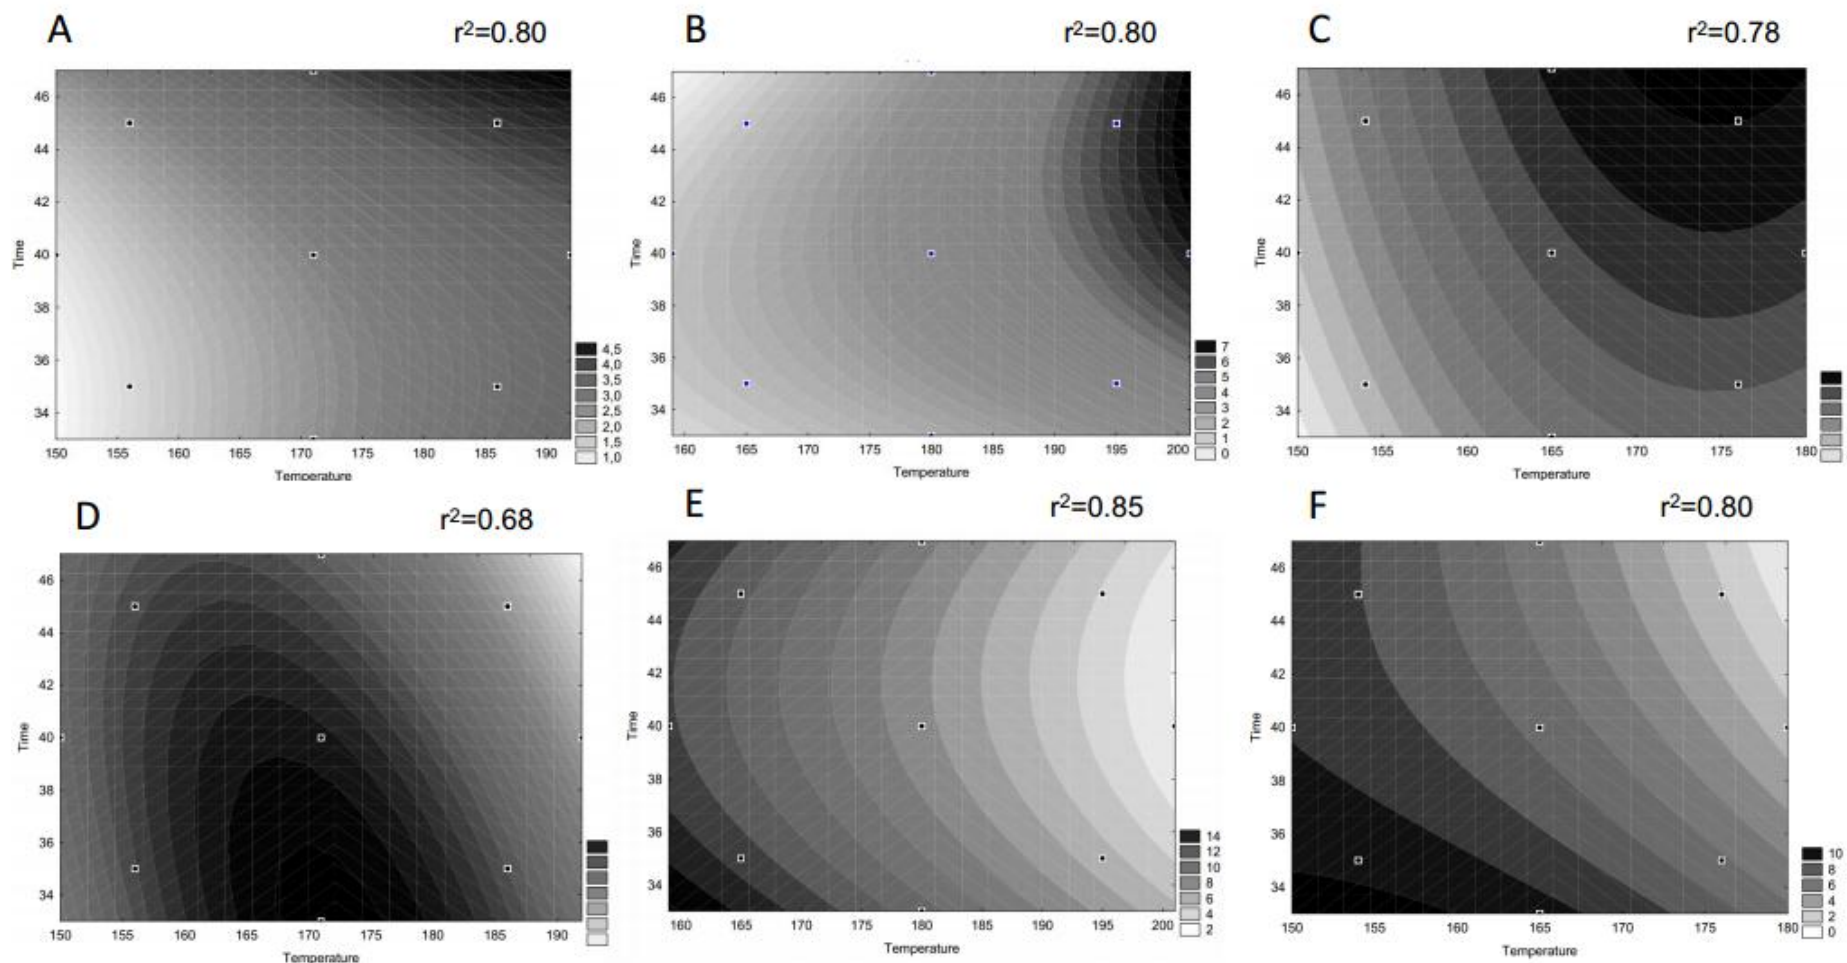 A
r²=0.80
46
44
42
40
38
36
34
Time
150 155 160 165 170 175 180 185 190
Temperature
4,5
4,0
3,5
3,0
2,5
2,0
1,5
1,0
B
r²=0.80
46
44
42
40
38
36
34
Time
160 165 170 175 180 185 190 195 200
Temperature
7
6
5
4
3
2
1
0
C
r²=0.78
46
44
42
40
38
36
34
Time
150 155 160 165 170 175 180
Temperature
D
r²=0.68
46
44
42
40
38
36
34
Time
150 155 160 165 170 175 180 185 190
Temperature
E
r²=0.85
46
44
42
40
38
36
34
Time
160 165 170 175 180 185 190 195 200
Temperature
14
12
10
8
6
4
2
F
r²=0.80
46
44
42
40
38
36
34
Time
150 155 160 165 170 175 180
Temperature
10
8
6
4
2
0